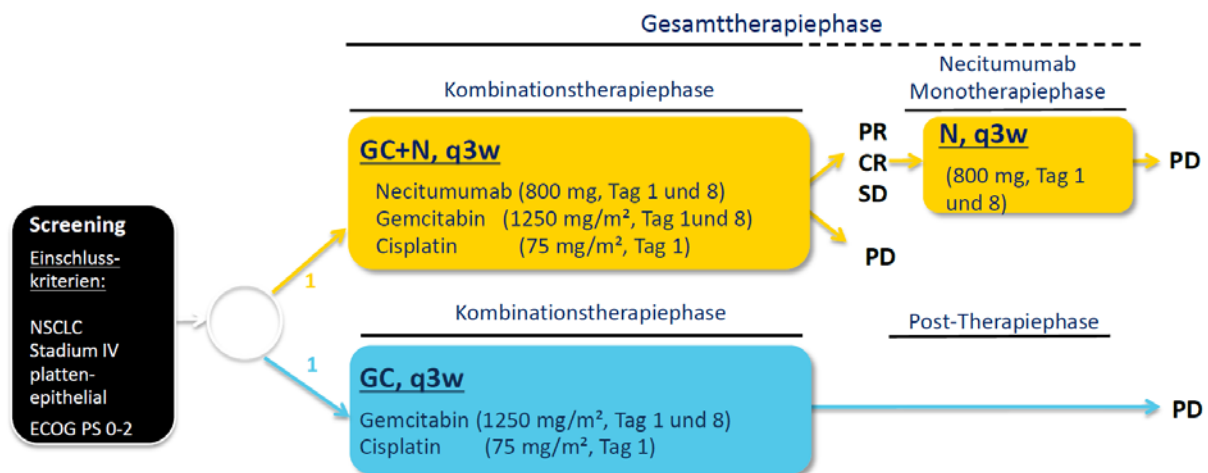 Gesamttherapiephase
Kombinationstherapiephase
Necitumumab
Monotherapiephase
GC+N, q3w
Necitumumab (800 mg, Tag 1 und 8)
Gemcitabin (1250 mg/m², Tag 1und 8)
Cisplatin (75 mg/m², Tag 1)
PR
CR
SD
PD
N, q3w
(800 mg, Tag 1
und 8)
PD
Screening
Einschluss-
kriterien:
NSCLC
Stadium IV
platten-
epithelial
ECOG PS 0-2
1
1
Kombinationstherapiephase
Post-Therapiephase
GC, q3w
Gemcitabin (1250 mg/m², Tag 1 und 8)
Cisplatin (75 mg/m², Tag 1)
PD